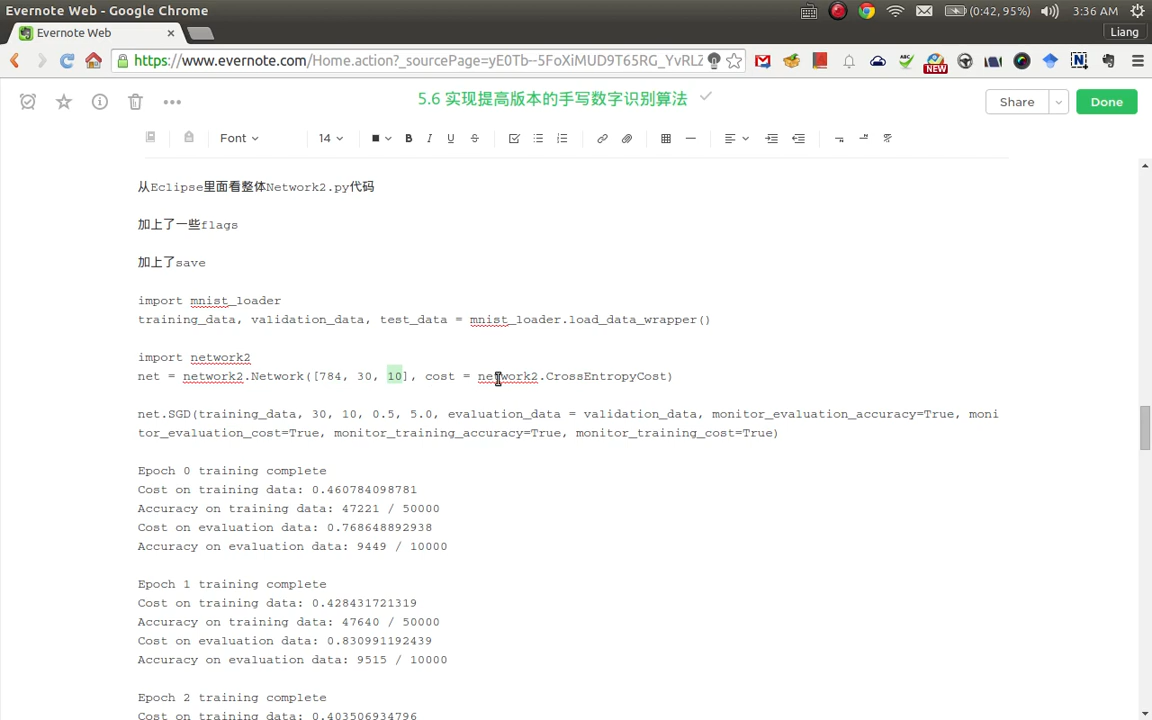 Evernote Web - Google Chrome
(0:42, 95%)
3:36 AM
Evernote Web
Liang
https://www.evernote.com/Home.action?_sourcePage=yE0Tb--5FoXiMUD9T65RG_YvRLZ
NEW
5.6 实现提高版本的手写数字识别算法
Share
Done
Font
14
B
I
U
S
从Eclipse里面看整体Network2.py代码
加上了一些flags
加上了save
import mnist_loader
training_data, validation_data, test_data = mnist_loader.load_data_wrapper()
import network2
net = network2.Network([784, 30, 10], cost = network2.CrossEntropyCost)
net.SGD(training_data, 30, 10, 0.5, 5.0, evaluation_data = validation_data, monitor_evaluation_accuracy=True, moni
tor_evaluation_cost=True, monitor_training_accuracy=True, monitor_training_cost=True)
Epoch 0 training complete
Cost on training data: 0.460784098781
Accuracy on training data: 47221 / 50000
Cost on evaluation data: 0.768648892938
Accuracy on evaluation data: 9449 / 10000
Epoch 1 training complete
Cost on training data: 0.428431721319
Accuracy on training data: 47640 / 50000
Cost on evaluation data: 0.830991192439
Accuracy on evaluation data: 9515 / 10000
Epoch 2 training complete
Cost on training data: 0.403506934796